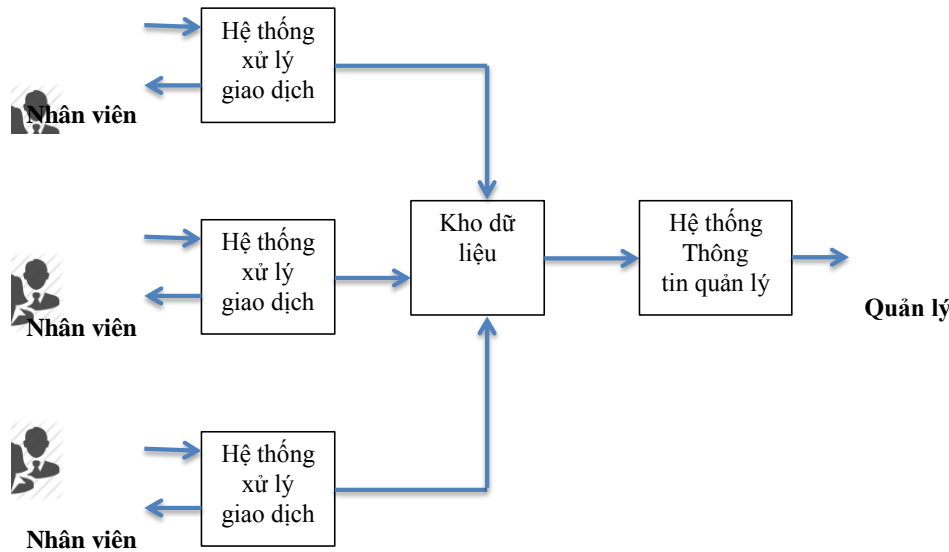 Hệ thống
xử lý
giao dịch
Nhân viên
Hệ thống
xử lý
giao dịch
Nhân viên
Hệ thống
xử lý
giao dịch
Nhân viên
Kho dữ
liệu
Hệ thống
Thông
tin quản lý
Quản lý